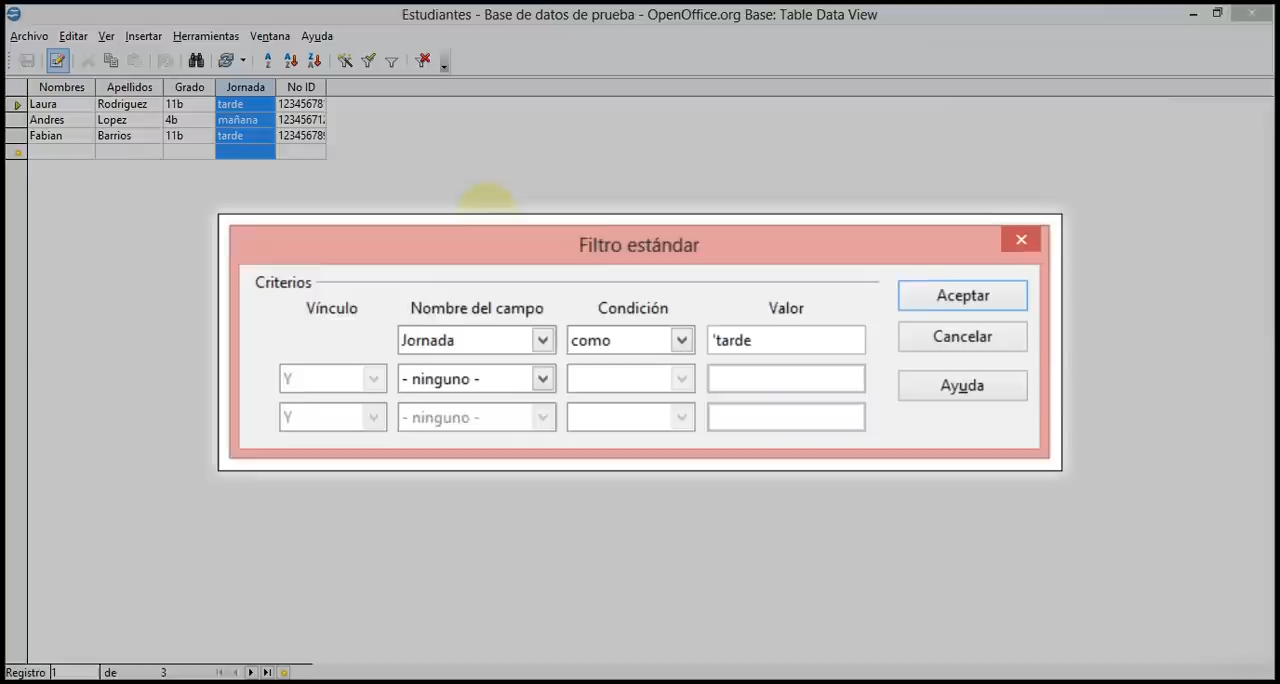 Estudiantes - Base de datos de prueba - OpenOffice.org Base: Table Data View
Archivo Editar Ver Insertar Herramientas Ventana Ayuda
Nombres Apellidos Grado Jornada No ID
Laura Rodriguez 11b tarde 12345678
Andres Lopez 4b mañana 12345671
Fabian Barrios 11b tarde 12345678
Filtro estándar
Criterios
Vínculo Nombre del campo Condición Valor
Jornada como 'tarde
Y - ninguno -
Y - ninguno -
Aceptar
Cancelar
Ayuda
Registro 1 de 3